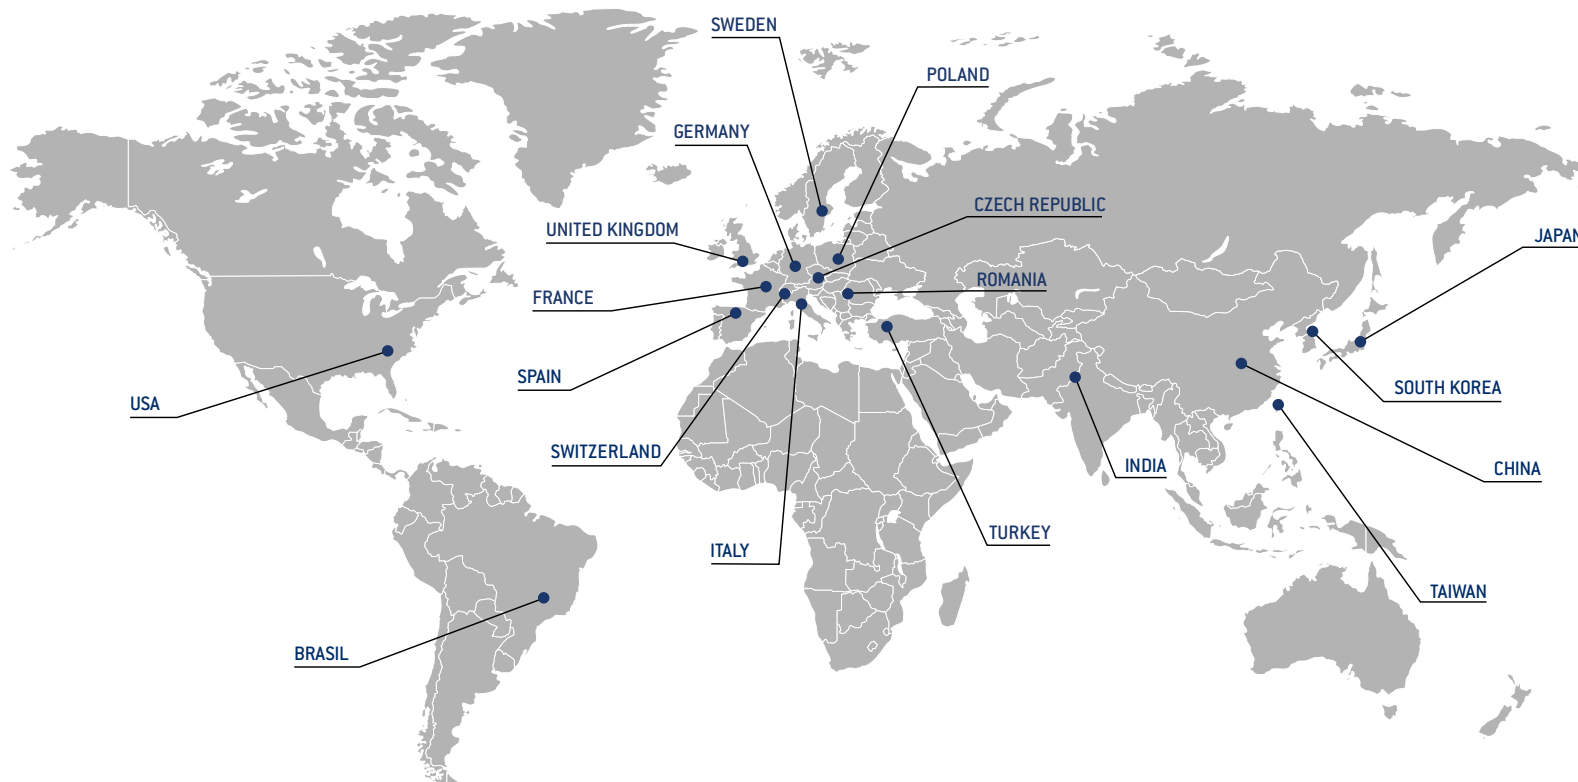 SWEDEN
POLAND
GERMANY
CZECH REPUBLIC
UNITED KINGDOM
JAPAN
ROMANIA
FRANCE
SPAIN
SOUTH KOREA
USA
SWITZERLAND
INDIA
CHINA
TURKEY
ITALY
TAIWAN
BRASIL